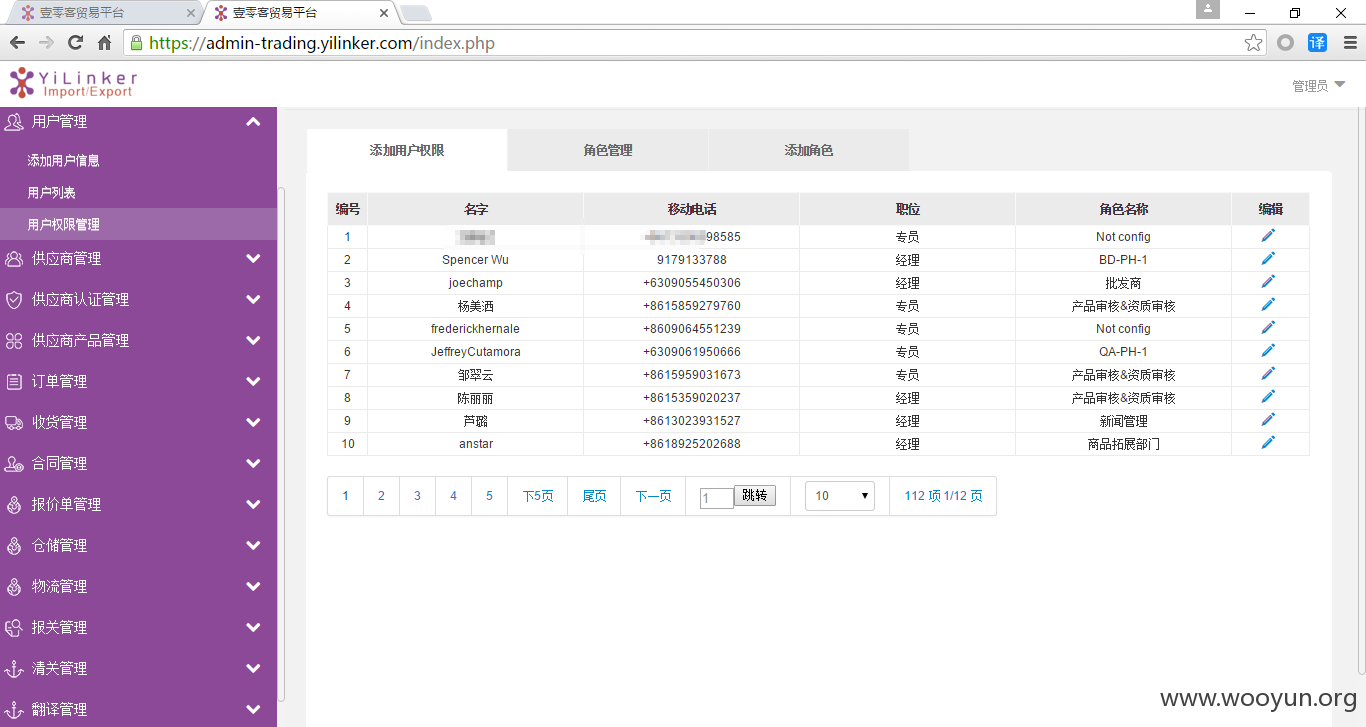 壹零客贸易平台
壹零客贸易平台
https://admin-trading.yilinker.com/index.php
译
YiLinker
Import/Export
管理员
用户管理
添加用户信息
用户列表
用户权限管理
供应商管理
供应商认证管理
供应商产品管理
订单管理
收货管理
合同管理
报价单管理
仓储管理
物流管理
报关管理
清关管理
翻译管理
添加用户权限 角色管理 添加角色
编号 名字 移动电话 职位 角色名称 编辑
1 98585 专员 Not config
2 Spencer Wu 9179133788 经理 BD-PH-1
3 joechamp +6309055450306 经理 批发商
4 杨美洒 +8615859279760 专员 产品审核&资质审核
5 frederickhernale +8609064551239 专员 Not config
6 JeffreyCutamora +6309061950666 专员 QA-PH-1
7 邹翠云 +8615959031673 专员 产品审核&资质审核
8 陈丽丽 +8615359020237 经理 产品审核&资质审核
9 芦璐 +8613023931527 经理 新闻管理
10 anstar +8618925202688 经理 商品拓展部门
1 2 3 4 5 下5页 尾页 下一页 1 跳转 10 112 项 1/12 页
www.wooyun.org